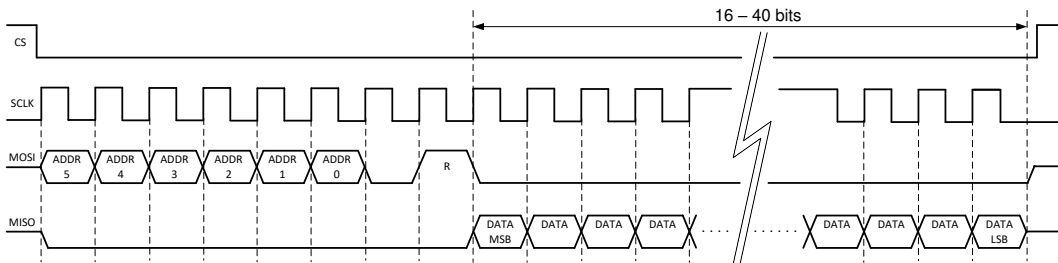 16 – 40 bits
CS
SCLK
MOSI
ADDR
5
ADDR
4
ADDR
3
ADDR
2
ADDR
1
ADDR
0
R
MISO
DATA
MSB
DATA
DATA
DATA
DATA
DATA
DATA
DATA
LSB